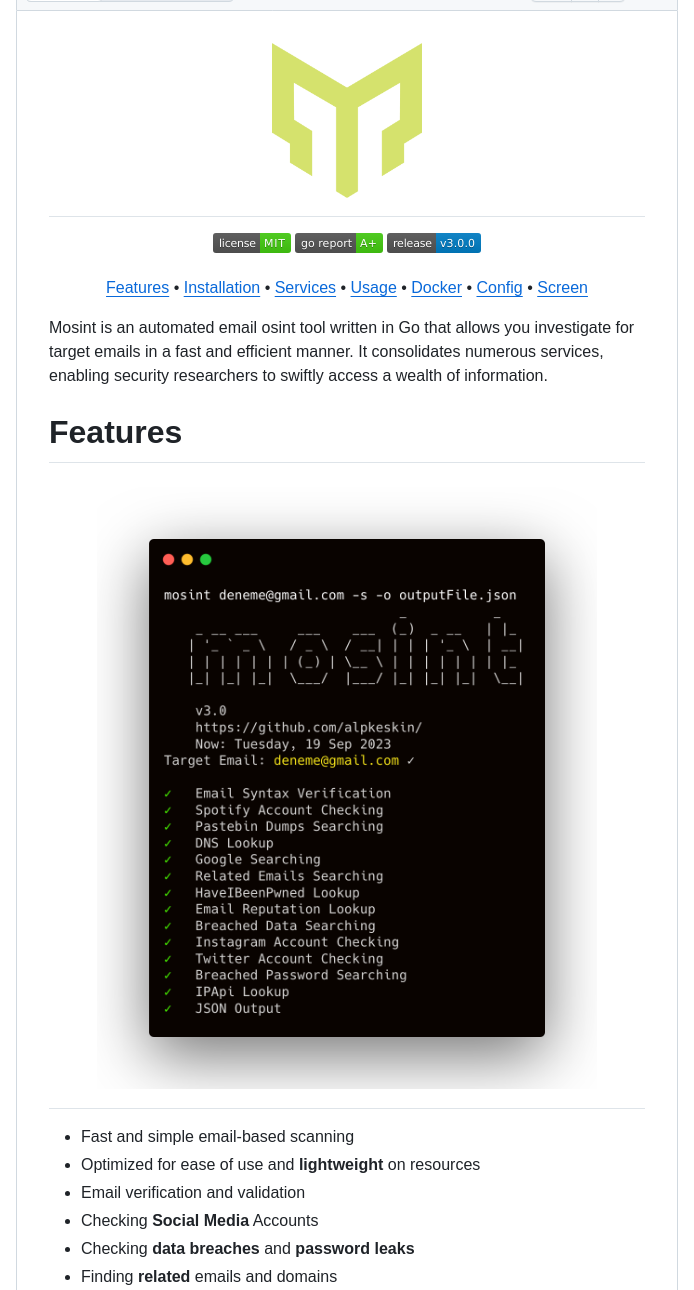 license MIT go report A+ release v3.0.0
Features • Installation • Services • Usage • Docker • Config • Screen
Mosint is an automated email osint tool written in Go that allows you investigate for
target emails in a fast and efficient manner. It consolidates numerous services,
enabling security researchers to swiftly access a wealth of information.
Features
mosint deneme@gmail.com -s -o outputFile.json
mosint
v3.0
https://github.com/alpkeskin/
Now: Tuesday, 19 Sep 2023
Target Email: deneme@gmail.com ✓
✓ Email Syntax Verification
✓ Spotify Account Checking
✓ Pastebin Dumps Searching
✓ DNS Lookup
✓ Google Searching
✓ Related Emails Searching
✓ HaveIBeenPwned Lookup
✓ Email Reputation Lookup
✓ Breached Data Searching
✓ Instagram Account Checking
✓ Twitter Account Checking
✓ Breached Password Searching
✓ IPApi Lookup
✓ JSON Output
• Fast and simple email-based scanning
• Optimized for ease of use and lightweight on resources
• Email verification and validation
• Checking Social Media Accounts
• Checking data breaches and password leaks
• Finding related emails and domains